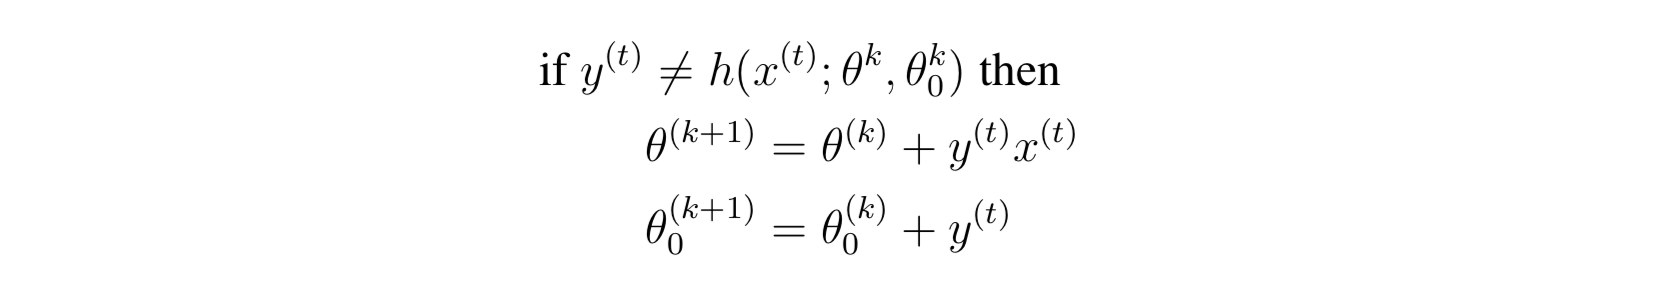 if y^{(t)} ≠ h(x^{(t)}; θ^k, θ_0^k) then
θ^{(k+1)} = θ^{(k)} + y^{(t)}x^{(t)}
θ_0^{(k+1)} = θ_0^{(k)} + y^{(t)}